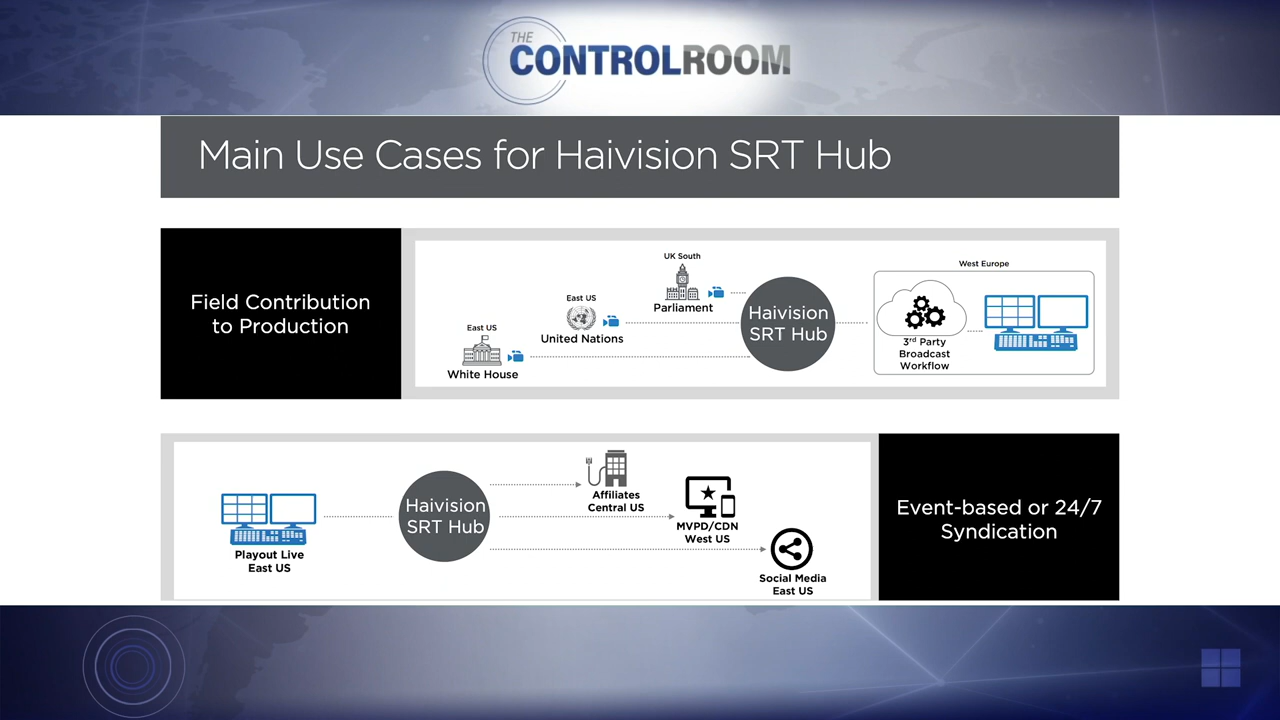 THE
CONTROLROOM
Main Use Cases for Haivision SRT Hub
Field Contribution
to Production
UK South
Parliament
East US
United Nations
East US
White House
Haivision
SRT Hub
West Europe
3rd Party
Broadcast
Workflow
Playout Live
East US
Haivision
SRT Hub
Affiliates
Central US
MVPD/CDN
West US
Social Media
East US
Event-based or 24/7
Syndication